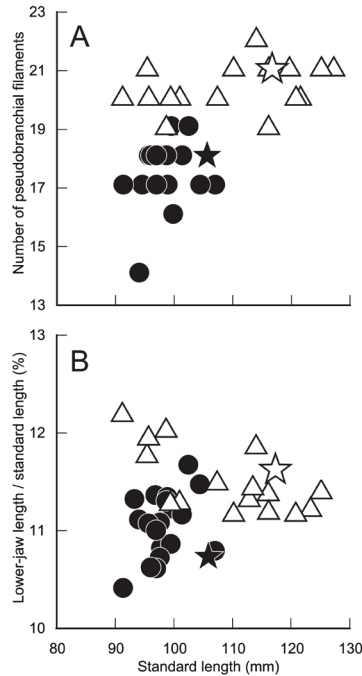 A
Number of pseudobranchial filaments
23
21
19
17
15
13
B
Lower-jaw length / standard length (%)
13
12
11
10
80 90 100 110 120 130
Standard length (mm)